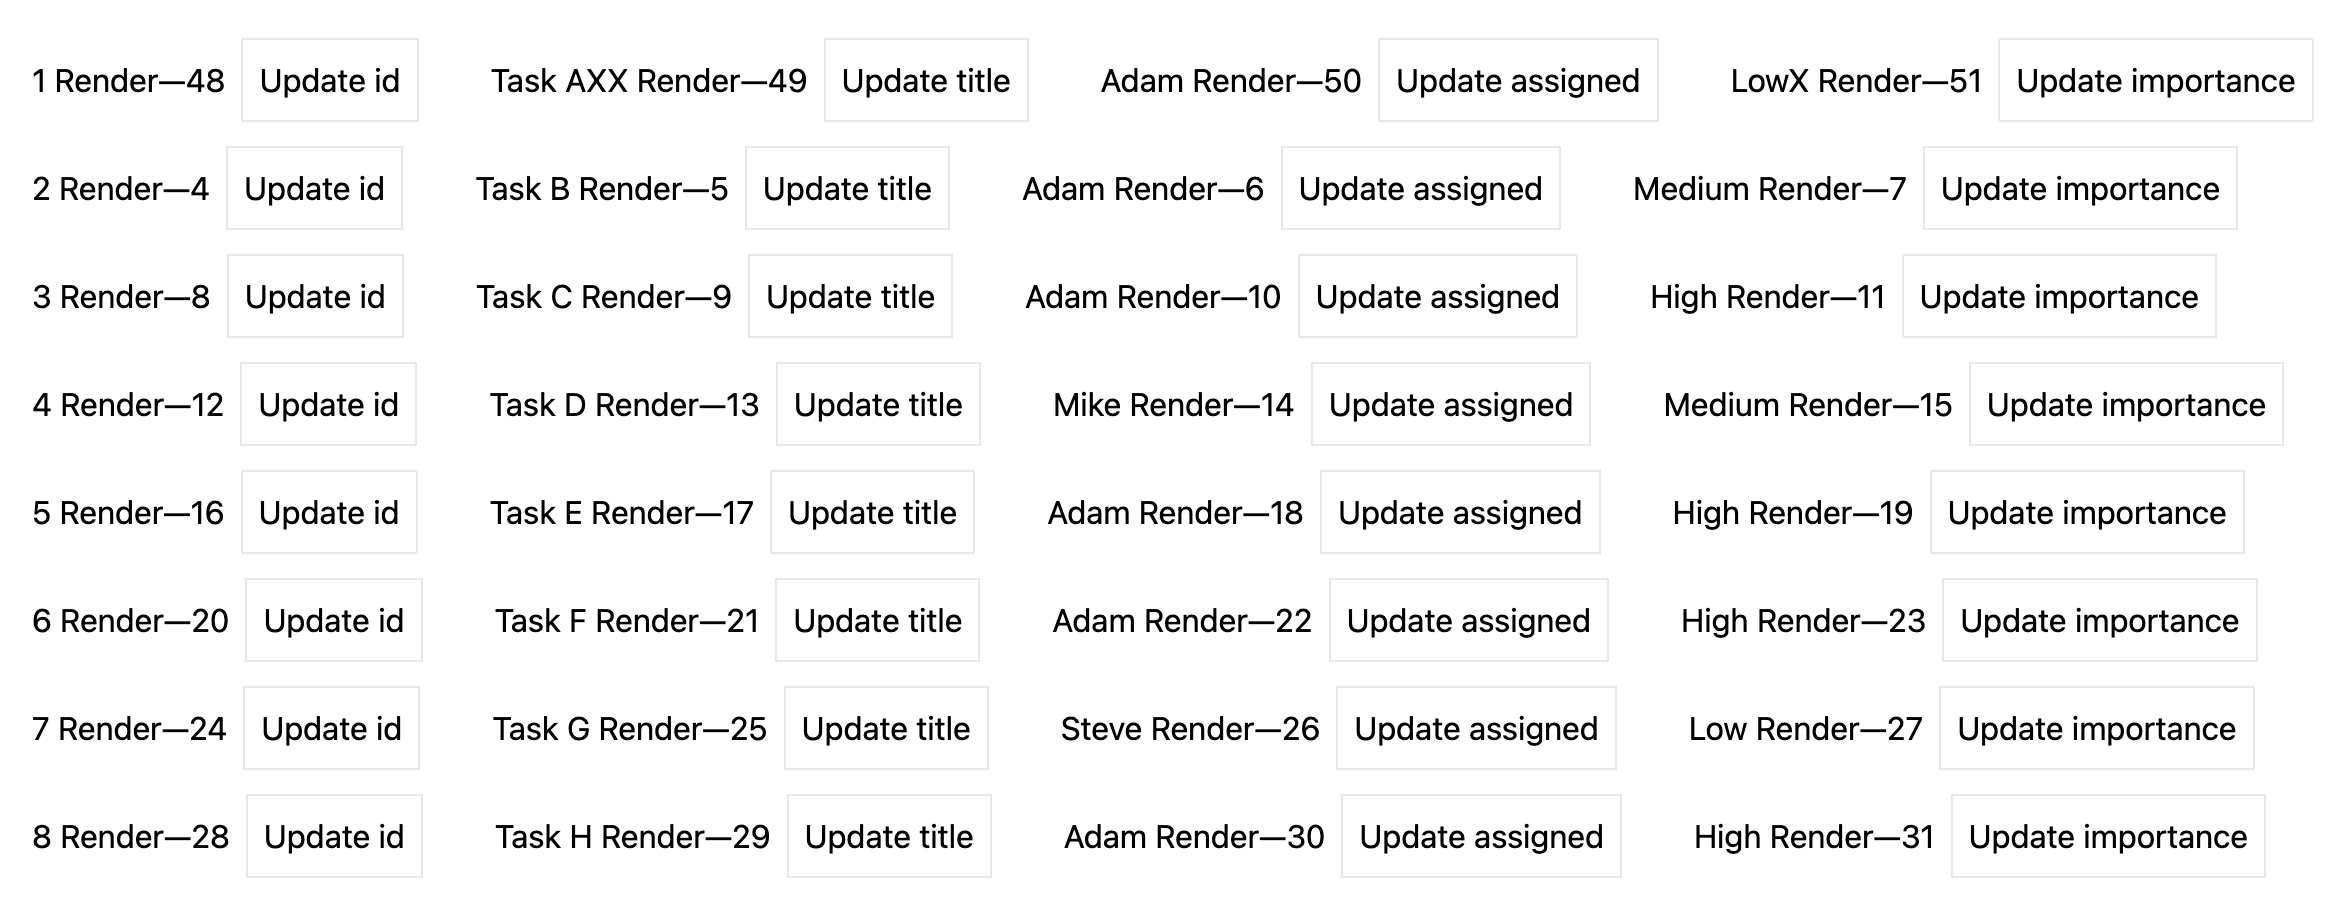 1 Render—48 Update id Task AXX Render—49 Update title Adam Render—50 Update assigned LowX Render—51 Update importance
2 Render—4 Update id Task B Render—5 Update title Adam Render—6 Update assigned Medium Render—7 Update importance
3 Render—8 Update id Task C Render—9 Update title Adam Render—10 Update assigned High Render—11 Update importance
4 Render—12 Update id Task D Render—13 Update title Mike Render—14 Update assigned Medium Render—15 Update importance
5 Render—16 Update id Task E Render—17 Update title Adam Render—18 Update assigned High Render—19 Update importance
6 Render—20 Update id Task F Render—21 Update title Adam Render—22 Update assigned High Render—23 Update importance
7 Render—24 Update id Task G Render—25 Update title Steve Render—26 Update assigned Low Render—27 Update importance
8 Render—28 Update id Task H Render—29 Update title Adam Render—30 Update assigned High Render—31 Update importance